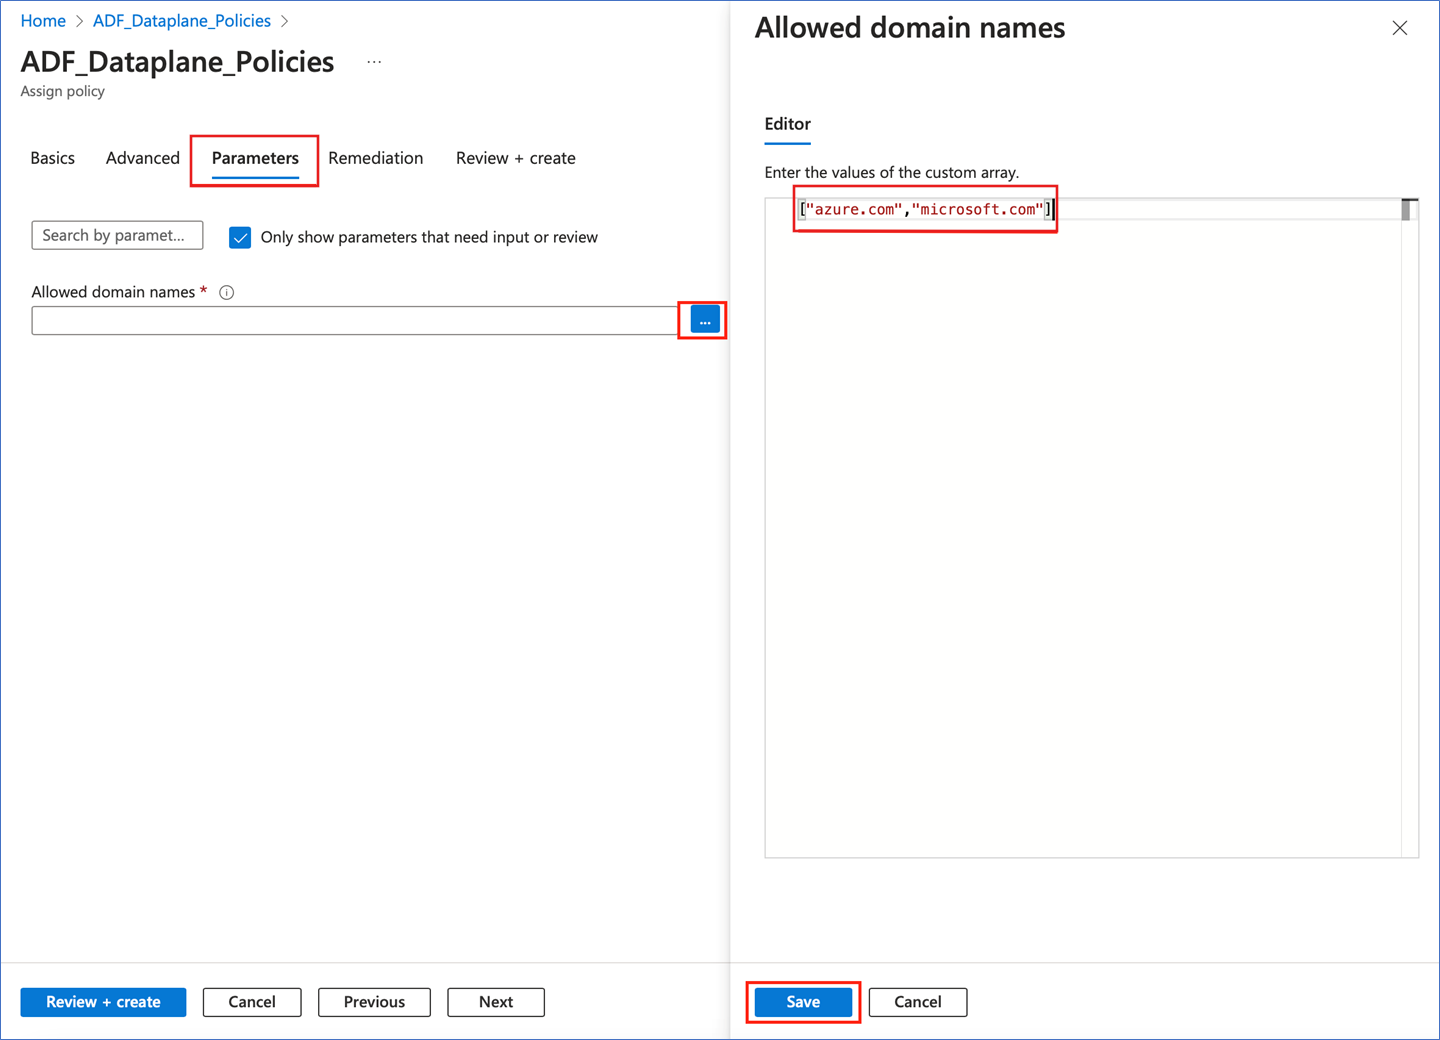 Home > ADF_Dataplane_Policies >
ADF_Dataplane_Policies ...
Assign policy
Basics Advanced Parameters Remediation Review + create
Search by paramet...
Only show parameters that need input or review
Allowed domain names *
...
Review + create Cancel Previous Next
Allowed domain names
Editor
Enter the values of the custom array.
["azure.com","microsoft.com"]
Save Cancel